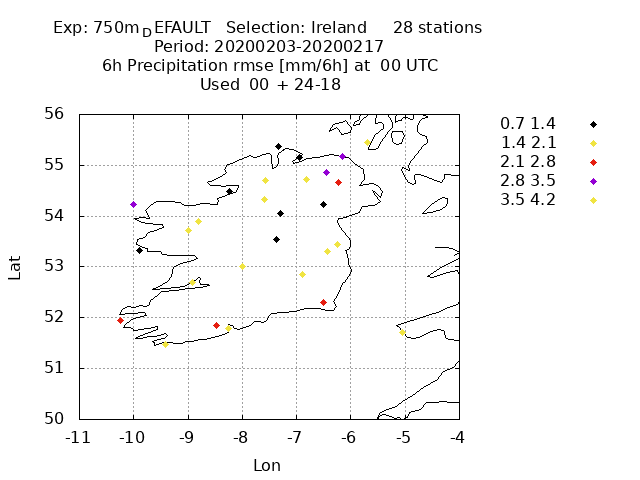 Exp: 750m_DEFAULT Selection: Ireland 28 stations
Period: 20200203-20200217
6h Precipitation rmse [mm/6h] at 00 UTC
Used 00 + 24-18
0.7 1.4
1.4 2.1
2.1 2.8
2.8 3.5
3.5 4.2
56
55
54
53
52
51
50
Lat
-11 -10 -9 -8 -7 -6 -5 -4
Lon